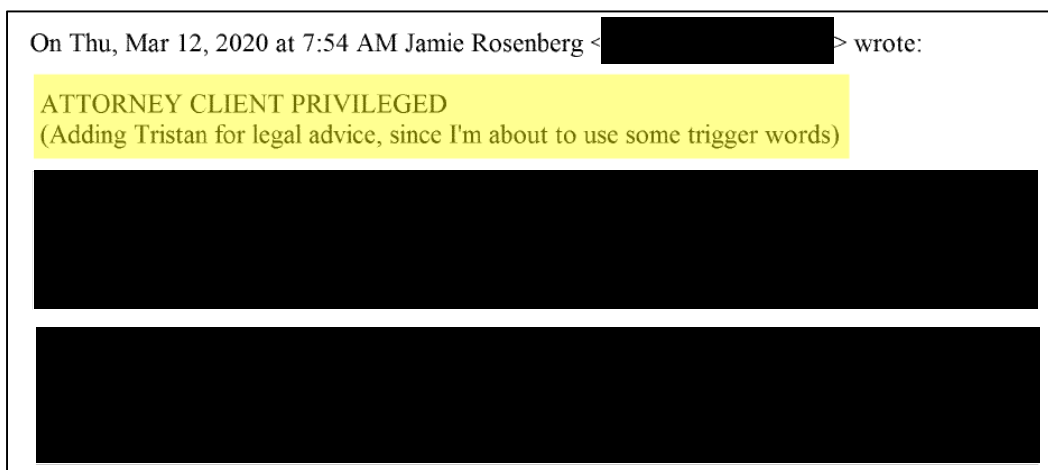 On Thu, Mar 12, 2020 at 7:54 AM Jamie Rosenberg < > wrote:
ATTORNEY CLIENT PRIVILEGED
(Adding Tristan for legal advice, since I'm about to use some trigger words)